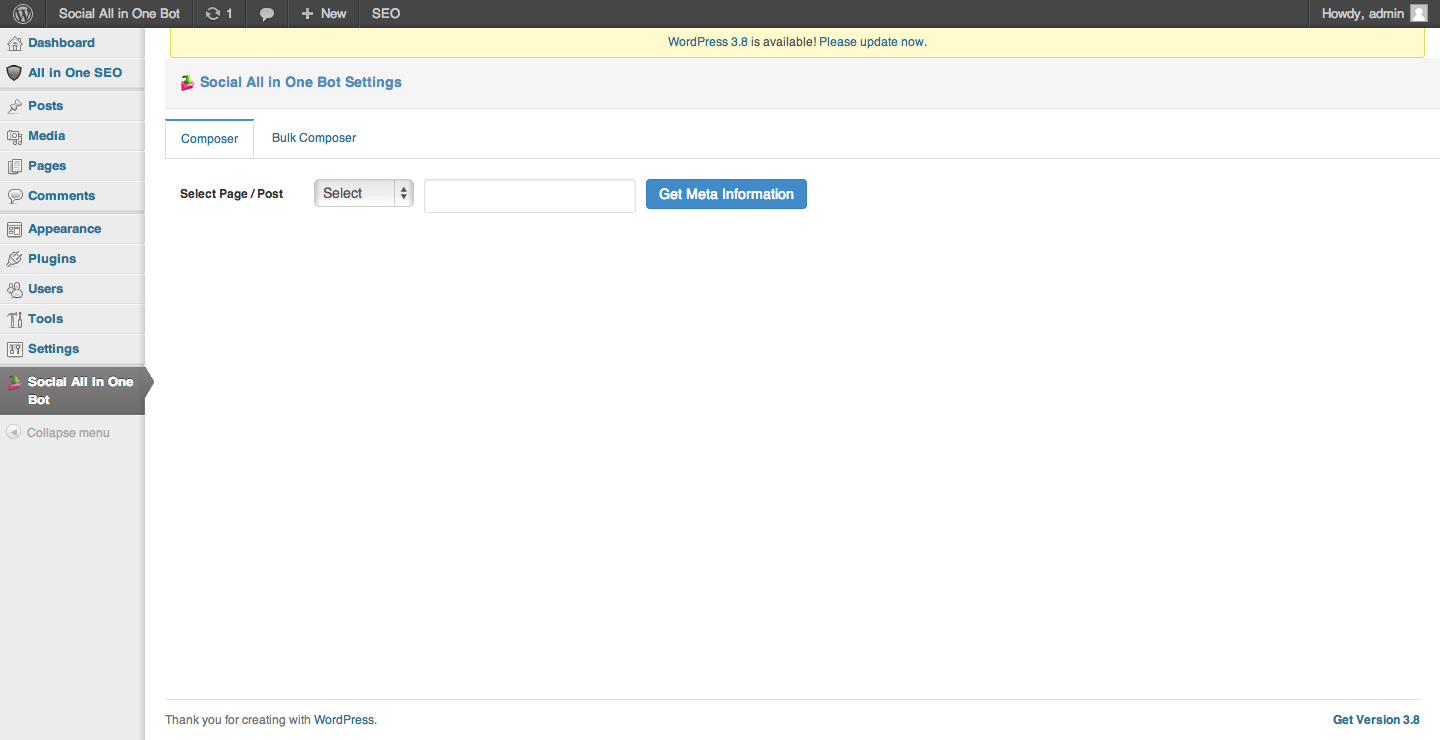 Social All in One Bot 1 New SEO Howdy, admin
WordPress 3.8 is available! Please update now.
Dashboard
All in One SEO
Posts
Media
Pages
Comments
Appearance
Plugins
Users
Tools
Settings
Social All in One
Bot
Collapse menu
Social All in One Bot Settings
Composer Bulk Composer
Select Page / Post Select Get Meta Information
Thank you for creating with WordPress. Get Version 3.8